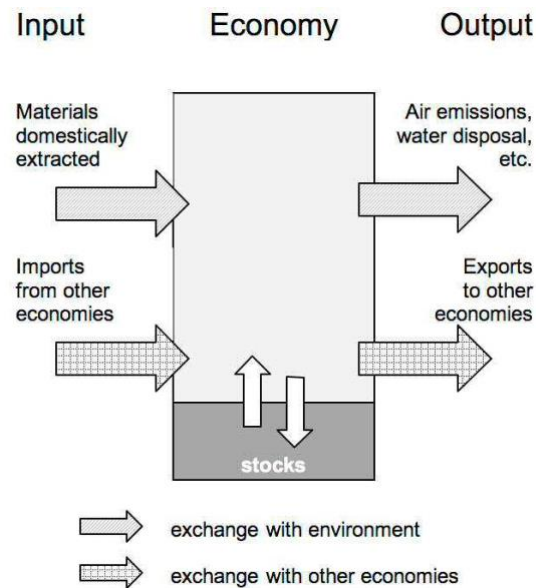 Input
Economy
Output
Materials
domestically
extracted
Air emissions,
water disposal,
etc.
Imports
from other
economies
Exports
to other
economies
stocks
exchange with environment
exchange with other economies